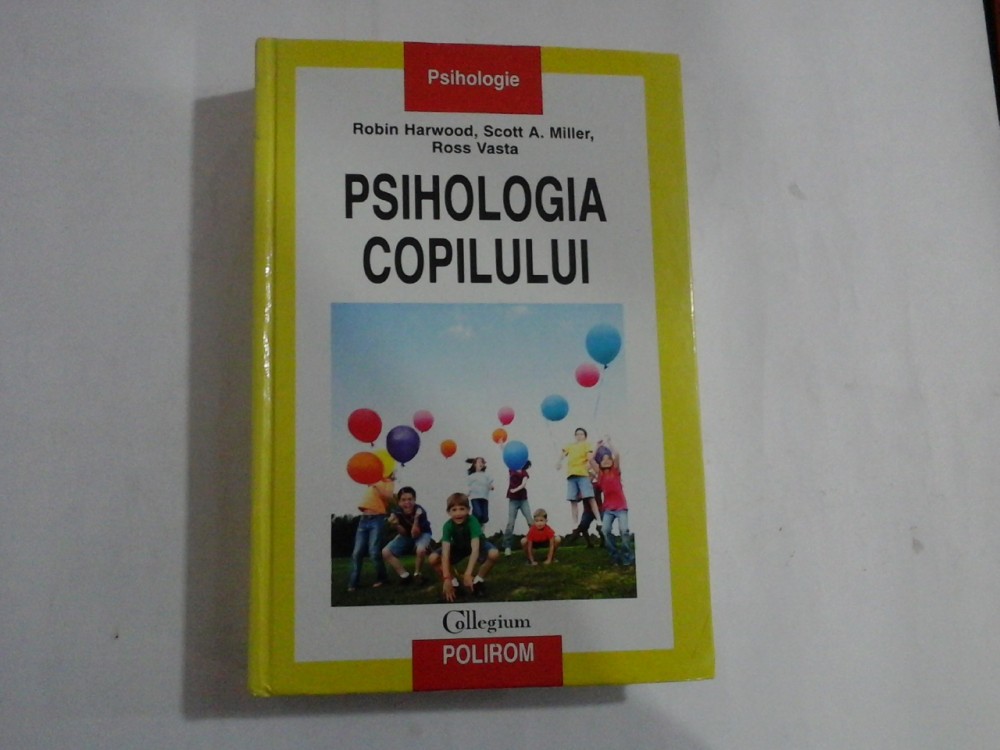 Psihologie
Robin Harwood, Scott A. Miller,
Ross Vasta
PSIHOLOGIA
COPILULUI
Collegium
POLIROM